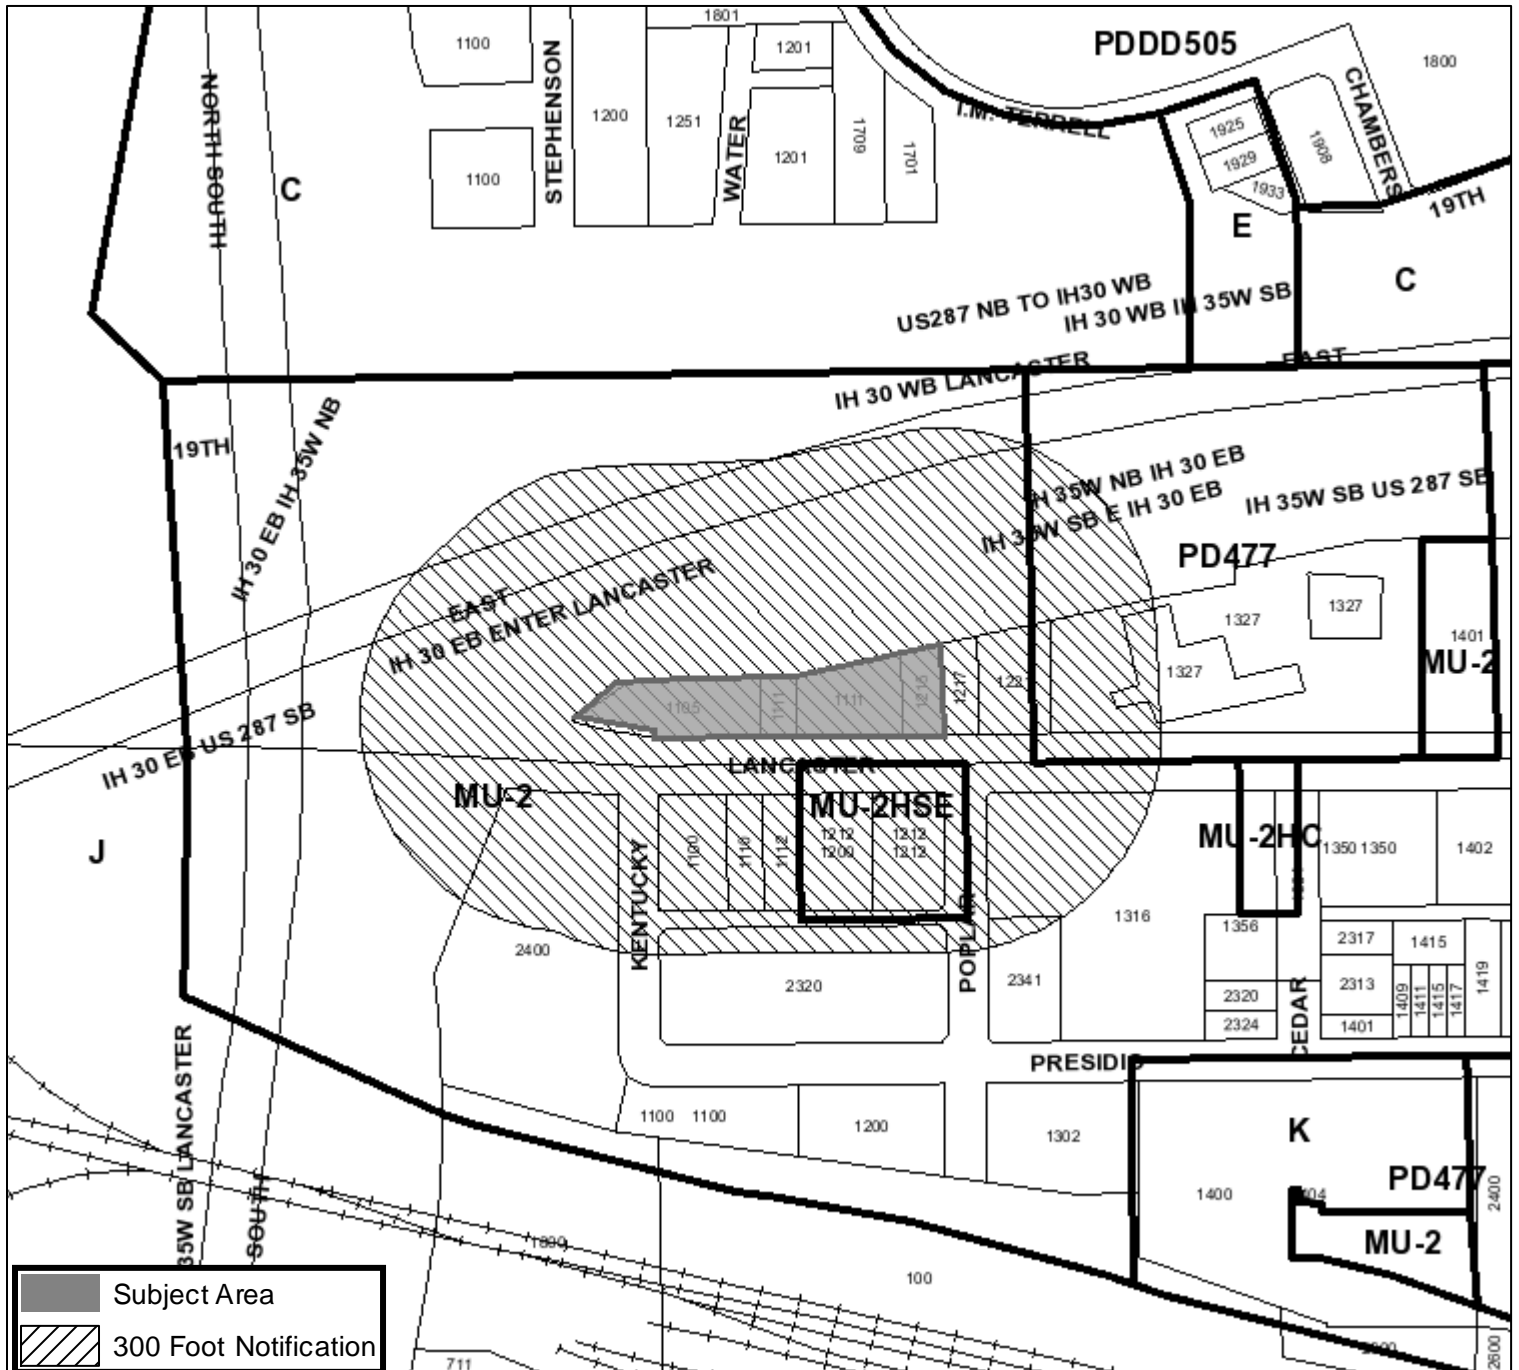 1801
1100
1201
PDDD505
1800
NORTH SOUTH
STEPHENSON
1200
1251
WATER
1709
1701
I.M. TERRELL
1925
1929
1933
1908
CHAMBERS
1100
1201
C
E
19TH
C
US287 NB TO IH30 WB
IH 30 WB IH 35W SB
EAST
IH 30 WB LANCASTER
19TH
IH 30 EB IH 35W NB
IH 35W NB IH 30 EB
IH 35W SB E IH 30 EB
IH 35W SB US 287 SB
PD477
EAST
IH 30 EB ENTER LANCASTER
1327
1327
1327
1401
MU-2
1105
1111
1111
1215
1217
122
IH 30 EB US 287 SB
LANCASTER
MU-2
MU-2HSE
MU-2HC
J
KENTUCKY
1100
1110
1112
1212
1200
1212
1212
POPLAR
1350 1350
1402
1316
1356
2317
1415
2400
2320
2341
2320
2313
1409
1411
1415
1417
1419
2324
1401
CEDAR
PRESIDIO
35W SB LANCASTER
SOUTH
1100
1100
1200
1302
K
PD477
1400
2400
MU-2
100
711
2600
Subject Area
300 Foot Notification